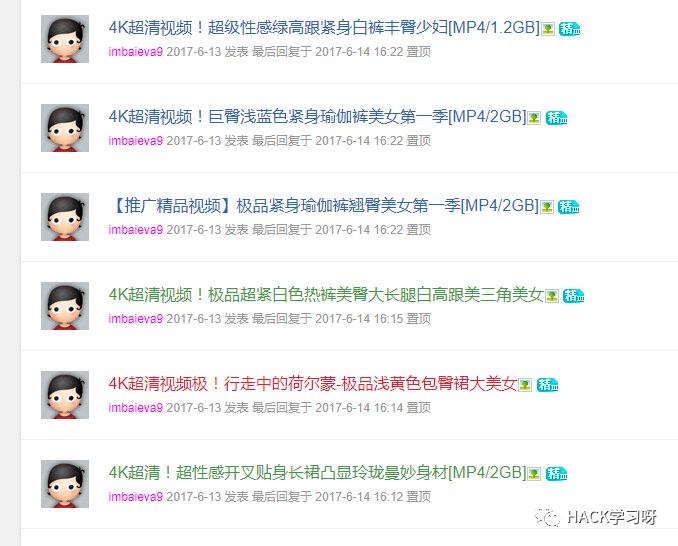 4K超清视频！超级性感绿高跟紧身白裤丰臀少妇[MP4/1.2GB] 精
imbaieva9 2017-6-13 发表 最后回复于 2017-6-14 16:22 置顶
4K超清视频！巨臀浅蓝色紧身瑜伽裤美女第一季[MP4/2GB] 精
imbaieva9 2017-6-13 发表 最后回复于 2017-6-14 16:22 置顶
【推广精品视频】极品紧身瑜伽裤翘臀美女第一季[MP4/2GB] 精
imbaieva9 2017-6-13 发表 最后回复于 2017-6-14 16:22 置顶
4K超清视频！极品超紧白色热裤美臀大长腿白高跟美三角美女 精
imbaieva9 2017-6-13 发表 最后回复于 2017-6-14 16:15 置顶
4K超清视频极！行走中的荷尔蒙-极品浅黄色包臀裙大美女 精
imbaieva9 2017-6-13 发表 最后回复于 2017-6-14 16:14 置顶
4K超清！超性感开叉贴身长裙凸显玲珑曼妙身材[MP4/2GB] 精
imbaieva9 2017-6-13 发表 最后回复于 2017-6-14 16:12 置顶
HACK学习呀